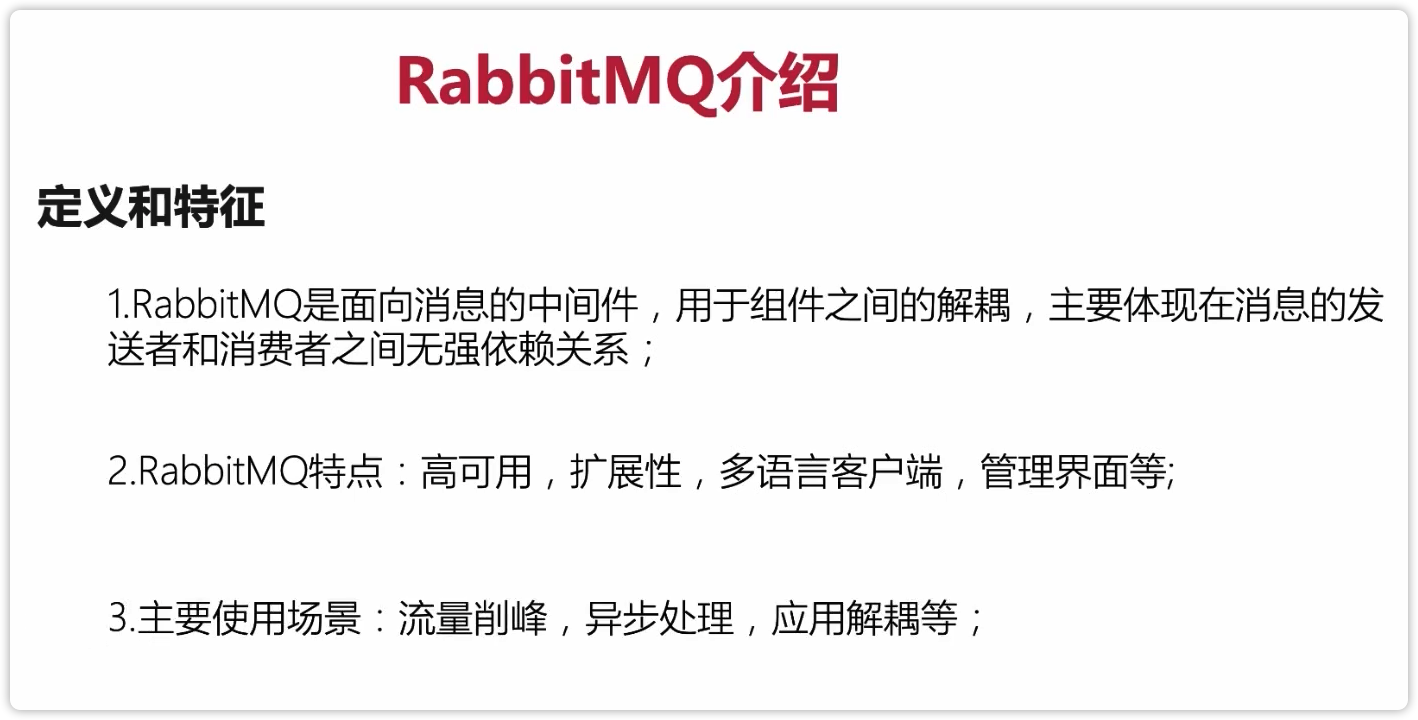 RabbitMQ介绍
定义和特征
1.RabbitMQ是面向消息的中间件，用于组件之间的解耦，主要体现在消息的发
送者和消费者之间无强依赖关系；
2.RabbitMQ特点：高可用，扩展性，多语言客户端，管理界面等;
3.主要使用场景：流量削峰，异步处理，应用解耦等；